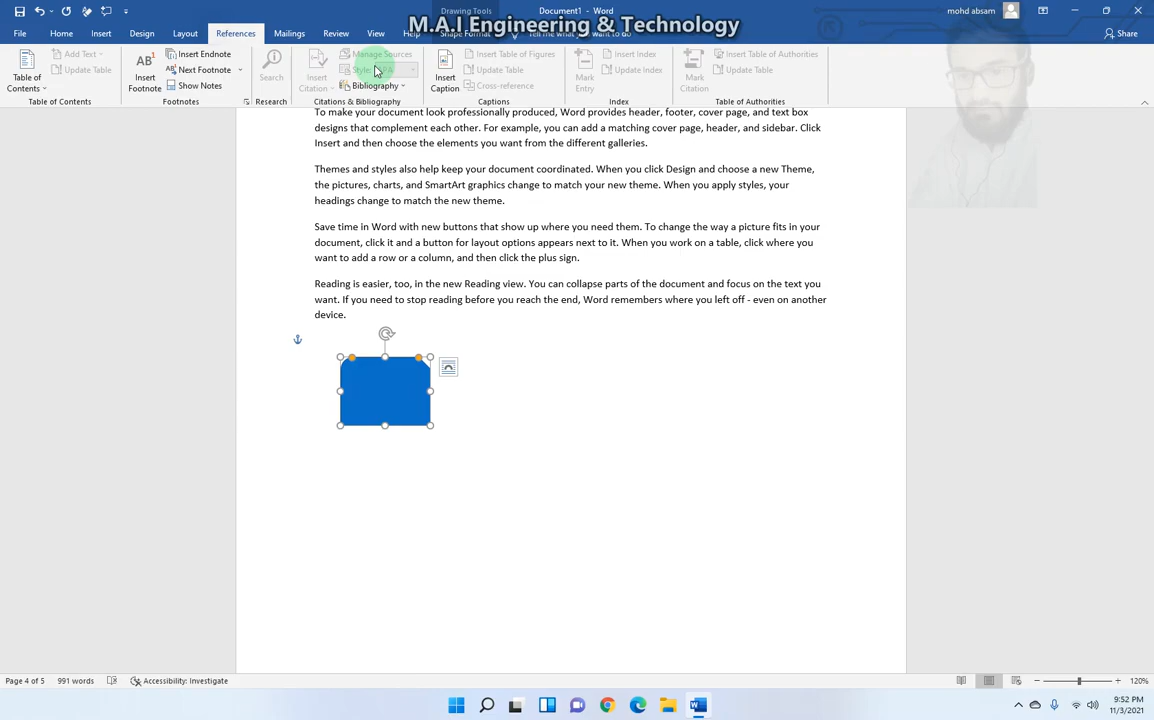 Drawing Tools
Document1 - Word
mohd absam
M.A.I Engineering & Technology
File Home Insert Design Layout References Mailings Review View
Share
Table of Contents
Add Text
Update Table
Table of Contents
Insert Footnote
Insert Endnote
Next Footnote
Show Notes
Footnotes
Search
Research
Insert Citation
Manage Sources
Bibliography
Citations & Bibliography
Insert Caption
Insert Table of Figures
Update Table
Cross-reference
Captions
Mark Entry
Insert Index
Update Index
Index
Mark Citation
Insert Table of Authorities
Update Table
Table of Authorities
To make your document look professionally produced, Word provides header, footer, cover page, and text box
designs that complement each other. For example, you can add a matching cover page, header, and sidebar. Click
Insert and then choose the elements you want from the different galleries.
Themes and styles also help keep your document coordinated. When you click Design and choose a new Theme,
the pictures, charts, and SmartArt graphics change to match your new theme. When you apply styles, your
headings change to match the new theme.
Save time in Word with new buttons that show up where you need them. To change the way a picture fits in your
document, click it and a button for layout options appears next to it. When you work on a table, click where you
want to add a row or a column, and then click the plus sign.
Reading is easier, too, in the new Reading view. You can collapse parts of the document and focus on the text you
want. If you need to stop reading before you reach the end, Word remembers where you left off - even on another
device.
Page 4 of 5 991 words Accessibility: Investigate
120%
9:52 PM
11/3/2021